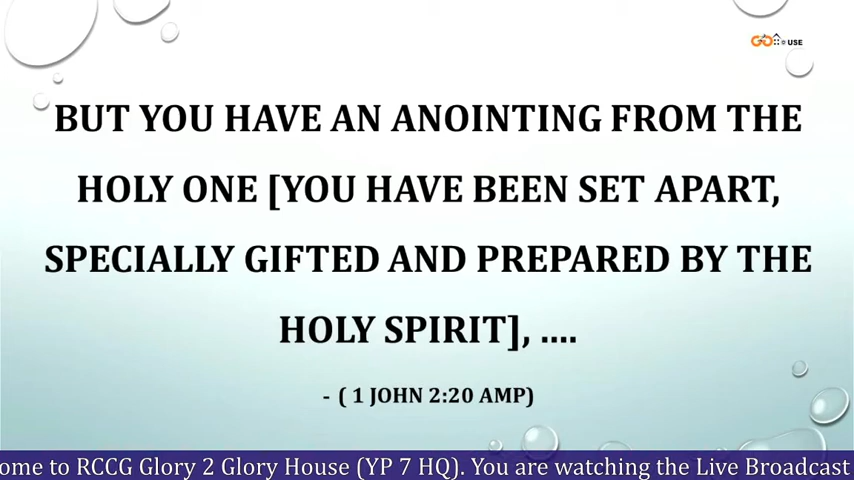 GO USE
BUT YOU HAVE AN ANOINTING FROM THE
HOLY ONE [YOU HAVE BEEN SET APART,
SPECIALLY GIFTED AND PREPARED BY THE
HOLY SPIRIT], ....
- ( 1 JOHN 2:20 AMP)
ome to RCCG Glory 2 Glory House (YP 7 HQ). You are watching the Live Broadcast